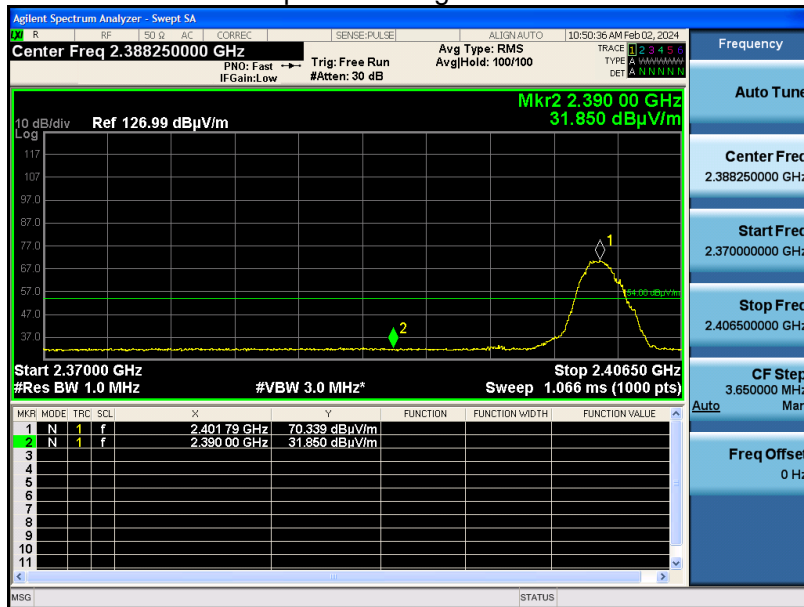 Agilent Spectrum Analyzer - Swept SA
LXI R RF 50 Ω AC CORREC SENSE:PULSE ALIGN AUTO 10:50:36 AM Feb 02, 2024
Center Freq 2.388250000 GHz
PNO: Fast
IFGain:Low
Trig: Free Run
#Atten: 30 dB
Avg Type: RMS
Avg|Hold: 100/100
TRACE 1 2 3 4 5 6
TYPE A WWWWW
DET A N N N N N
Mkr2 2.390 00 GHz
31.850 dBµV/m
10 dB/div
Log
Ref 126.99 dBµV/m
117
107
97.0
87.0
77.0
67.0
57.0
47.0
37.0
1
54.00 dBµV/m
2
Start 2.37000 GHz Stop 2.40650 GHz
#Res BW 1.0 MHz #VBW 3.0 MHz* Sweep 1.066 ms (1000 pts)
MKR MODE TRC SCL X Y FUNCTION FUNCTION WIDTH FUNCTION VALUE
1 N 1 f 2.401 79 GHz 70.339 dBµV/m
2 N 1 f 2.390 00 GHz 31.850 dBµV/m
3
4
5
6
7
8
9
10
11
MSG STATUS
Frequency
Auto Tune
Center Freq
2.388250000 GHz
Start Freq
2.370000000 GHz
Stop Freq
2.406500000 GHz
CF Step
3.650000 MHz
Auto Man
Freq Offset
0 Hz